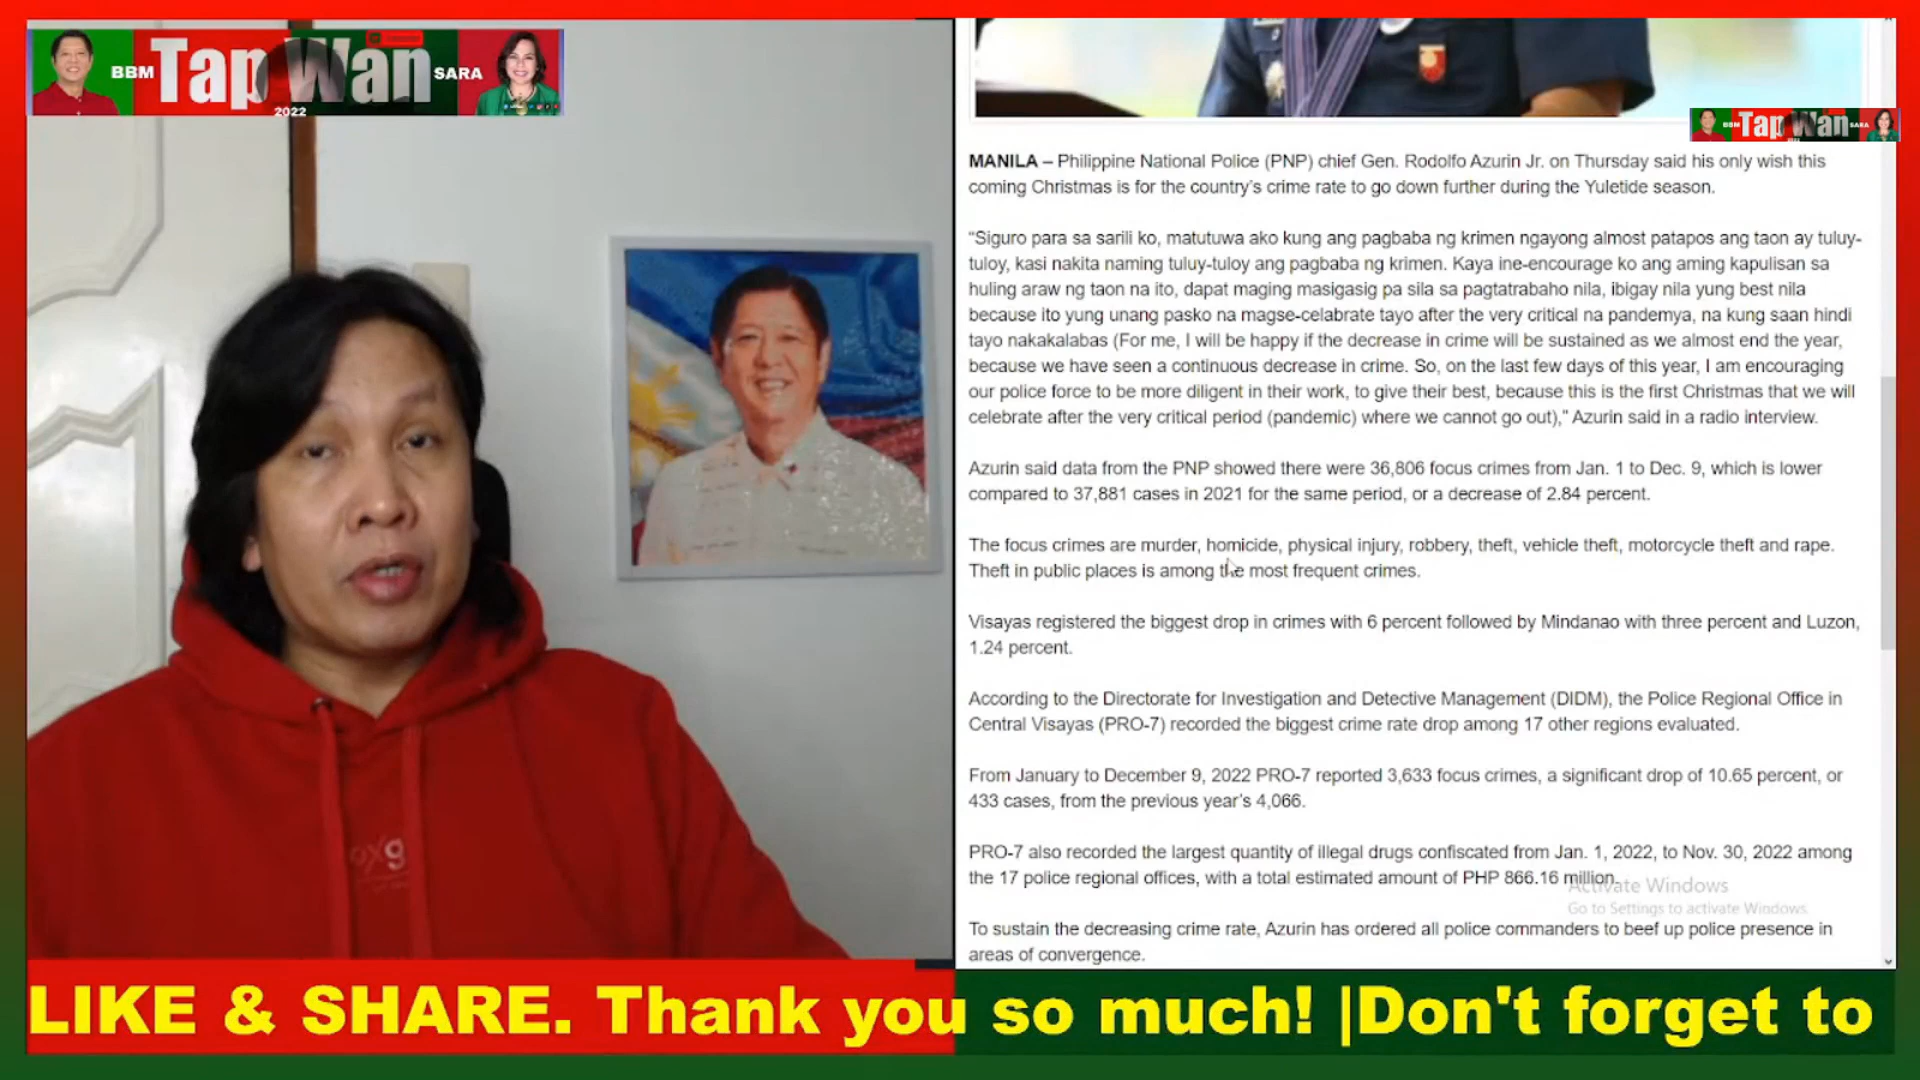 BBM Tap Wan SARA
2022
BBM Tap Wan SARA
MANILA – Philippine National Police (PNP) chief Gen. Rodolfo Azurin Jr. on Thursday said his only wish this
coming Christmas is for the country's crime rate to go down further during the Yuletide season.
“Siguro para sa sarili ko, matutuwa ako kung ang pagbaba ng krimen ngayong almost patapos ang taon ay tuluy-
tuloy, kasi nakita naming tuluy-tuloy ang pagbaba ng krimen. Kaya ine-encourage ko ang aming kapulisan sa
huling araw ng taon na ito, dapat maging masigasig pa sila sa pagtatrabaho nila, ibigay nila yung best nila
because ito yung unang pasko na magse-celabrate tayo after the very critical na pandemya, na kung saan hindi
tayo nakakalabas (For me, I will be happy if the decrease in crime will be sustained as we almost end the year,
because we have seen a continuous decrease in crime. So, on the last few days of this year, I am encouraging
our police force to be more diligent in their work, to give their best, because this is the first Christmas that we will
celebrate after the very critical period (pandemic) where we cannot go out),” Azurin said in a radio interview.
Azurin said data from the PNP showed there were 36,806 focus crimes from Jan. 1 to Dec. 9, which is lower
compared to 37,881 cases in 2021 for the same period, or a decrease of 2.84 percent.
The focus crimes are murder, homicide, physical injury, robbery, theft, vehicle theft, motorcycle theft and rape.
Theft in public places is among the most frequent crimes.
Visayas registered the biggest drop in crimes with 6 percent followed by Mindanao with three percent and Luzon,
1.24 percent.
According to the Directorate for Investigation and Detective Management (DIDM), the Police Regional Office in
Central Visayas (PRO-7) recorded the biggest crime rate drop among 17 other regions evaluated.
From January to December 9, 2022 PRO-7 reported 3,633 focus crimes, a significant drop of 10.65 percent, or
433 cases, from the previous year's 4,066.
PRO-7 also recorded the largest quantity of illegal drugs confiscated from Jan. 1, 2022, to Nov. 30, 2022 among
the 17 police regional offices, with a total estimated amount of PHP 866.16 million.
Activate Windows
Go to Settings to activate Windows.
To sustain the decreasing crime rate, Azurin has ordered all police commanders to beef up police presence in
areas of convergence.
LIKE & SHARE. Thank you so much! |Don't forget to